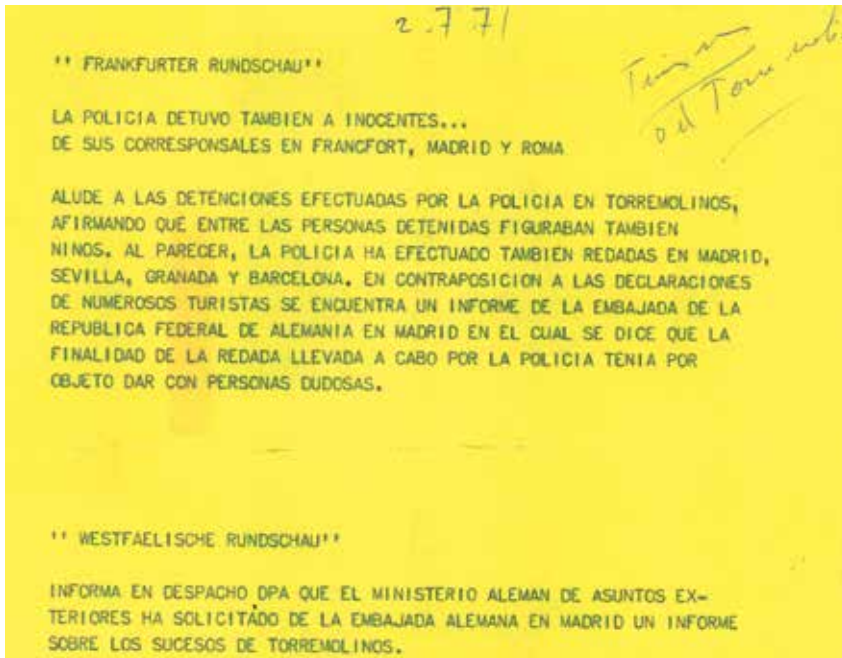 2.7.71
'' FRANKFURTER RUNDSCHAU''
LA POLICIA DETUVO TAMBIEN A INOCENTES...
DE SUS CORRESPONSALES EN FRANCFORT, MADRID Y ROMA
ALUDE A LAS DETENCIONES EFECTUADAS POR LA POLICIA EN TORREMOLINOS,
AFIRMANDO QUE ENTRE LAS PERSONAS DETENIDAS FIGURABAN TAMBIEN
NINOS. AL PARECER, LA POLICIA HA EFECTUADO TAMBIEN REDADAS EN MADRID,
SEVILLA, GRANADA Y BARCELONA. EN CONTRAPOSICION A LAS DECLARACIONES
DE NUMEROSOS TURISTAS SE ENCUENTRA UN INFORME DE LA EMBAJADA DE LA
REPUBLICA FEDERAL DE ALEMANIA EN MADRID EN EL CUAL SE DICE QUE LA
FINALIDAD DE LA REDADA LLEVADA A CABO POR LA POLICIA TENIA POR
OBJETO DAR CON PERSONAS DUDOSAS.
'' WESTFAELISCHE RUNDSCHAU''
INFORMA EN DESPACHO DPA QUE EL MINISTERIO ALEMAN DE ASUNTOS EX-
TERIORES HA SOLICITADO DE LA EMBAJADA ALEMANA EN MADRID UN INFORME
SOBRE LOS SUCESOS DE TORREMOLINOS.